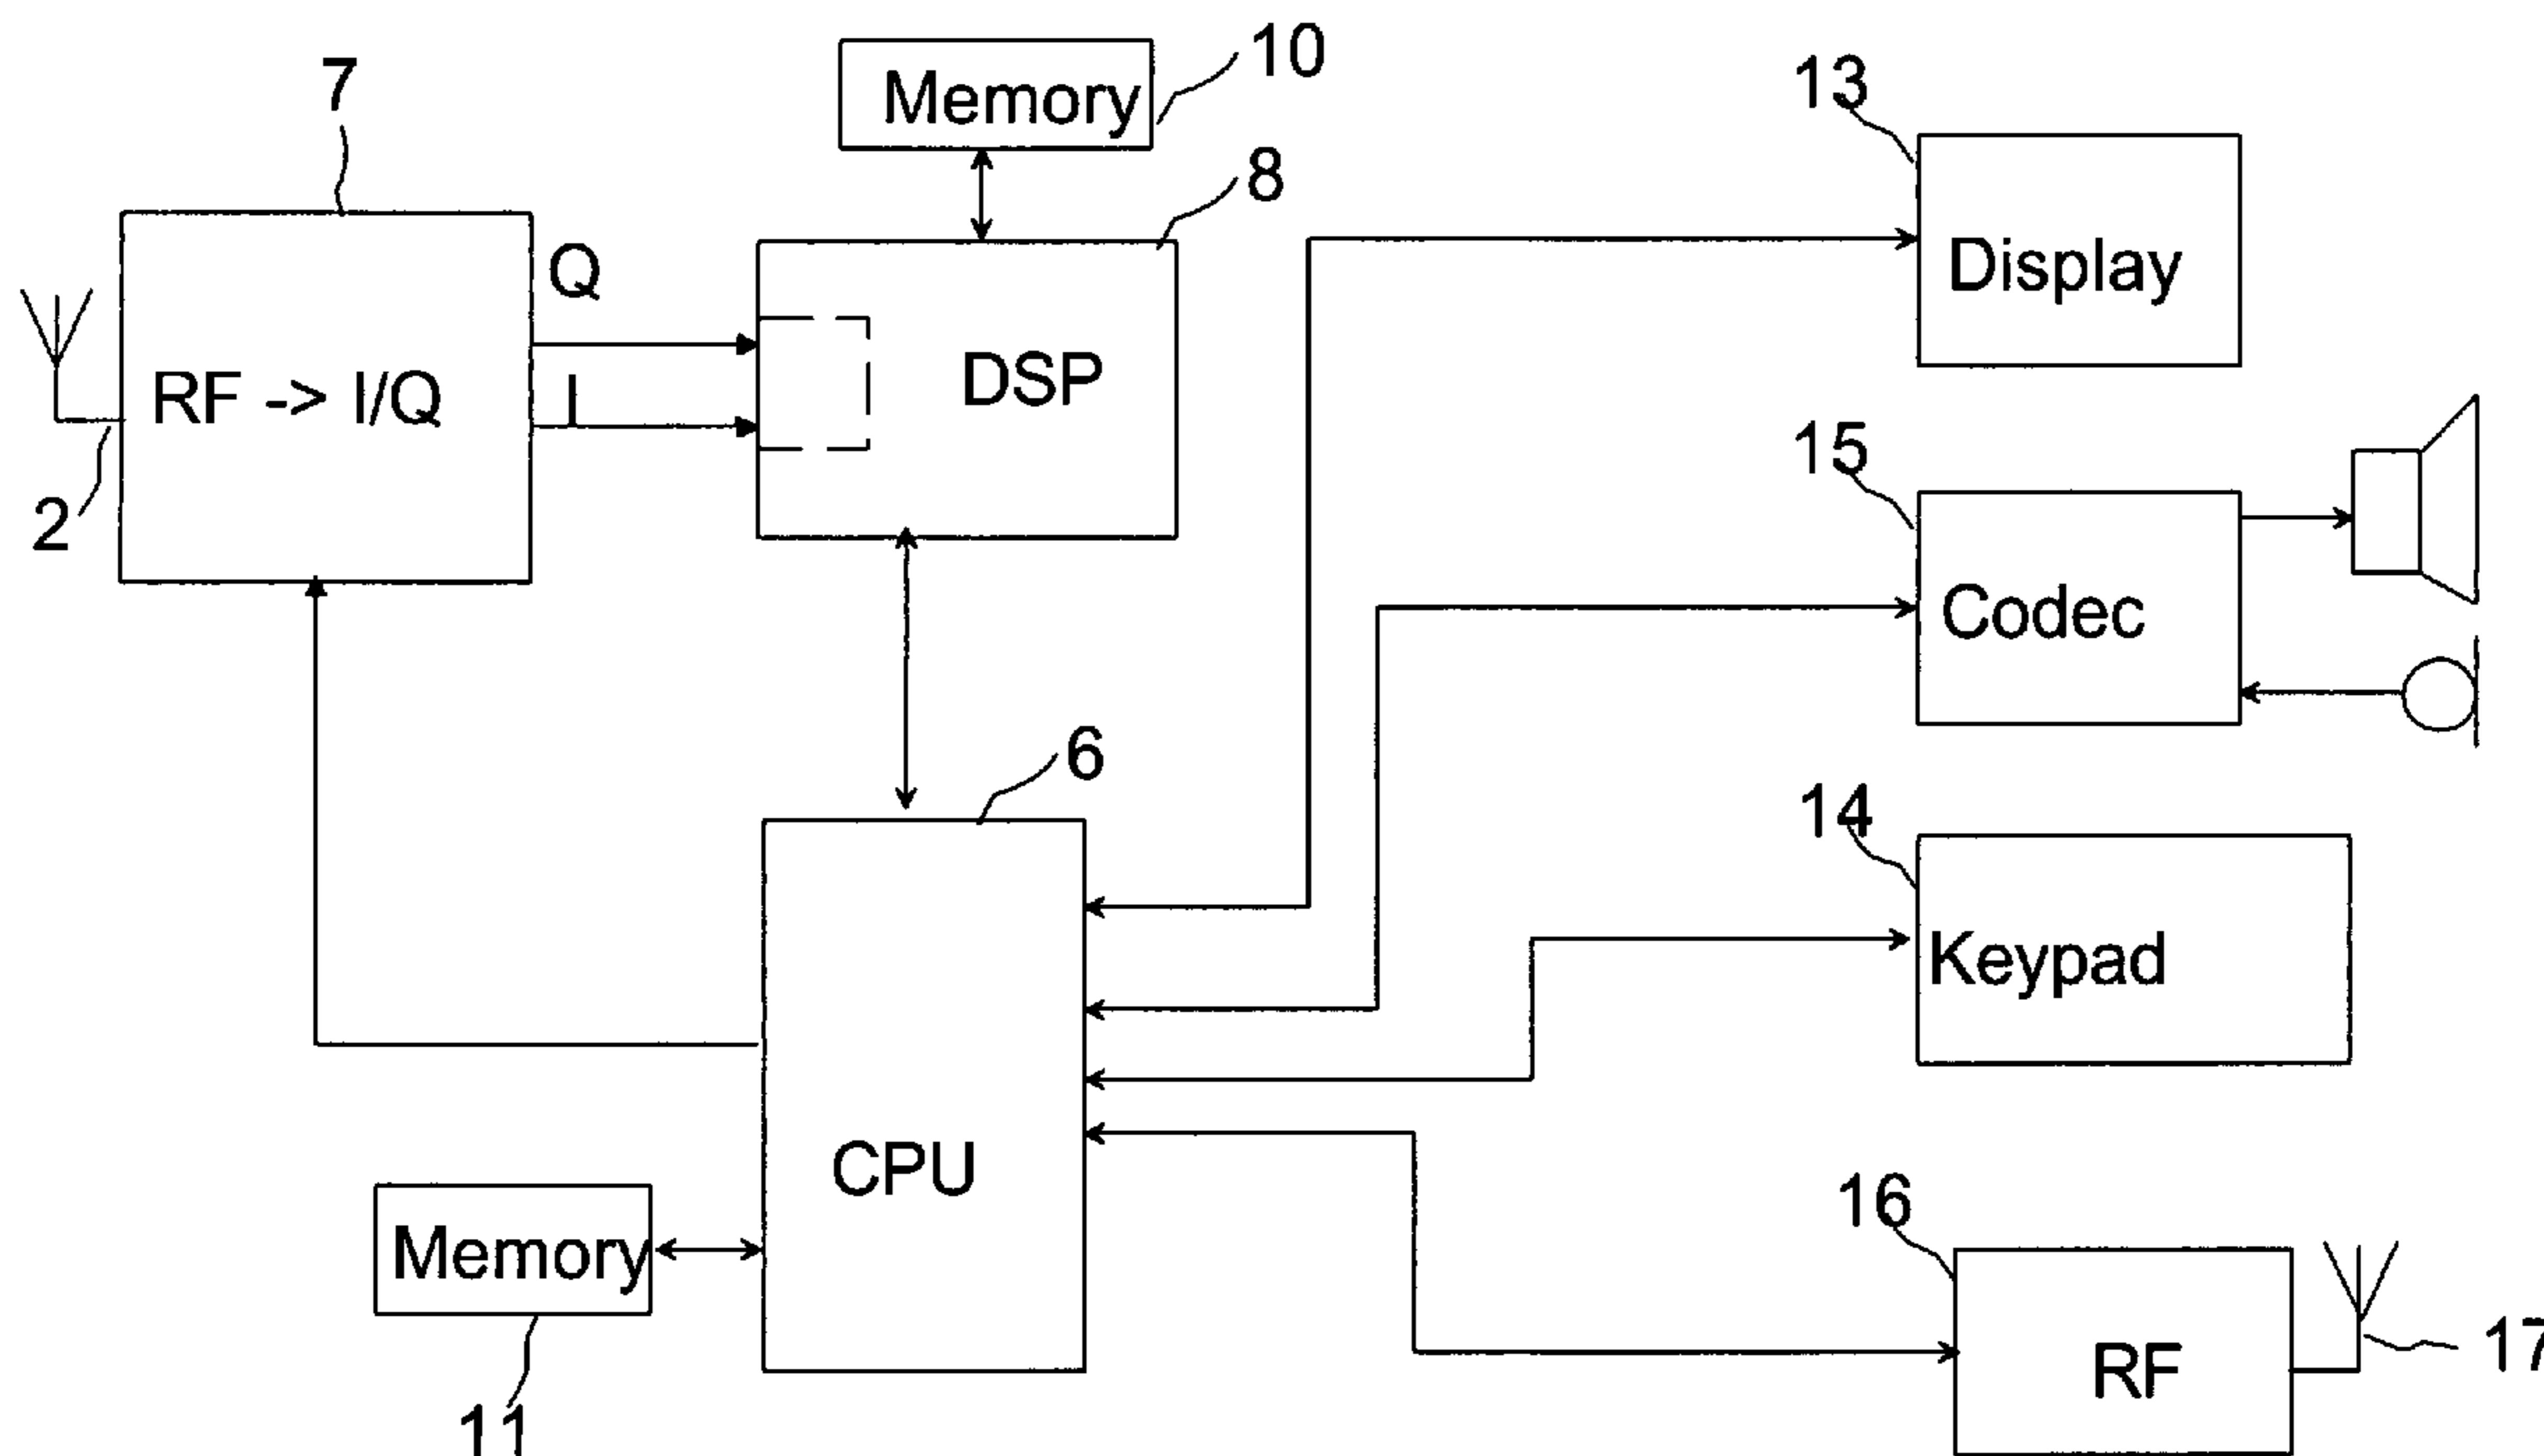 7
Memory
10
13
8
Q
Display
RF -> I/Q
I
DSP
2
15
Codec
6
14
Keypad
CPU
16
Memory
17
RF
11